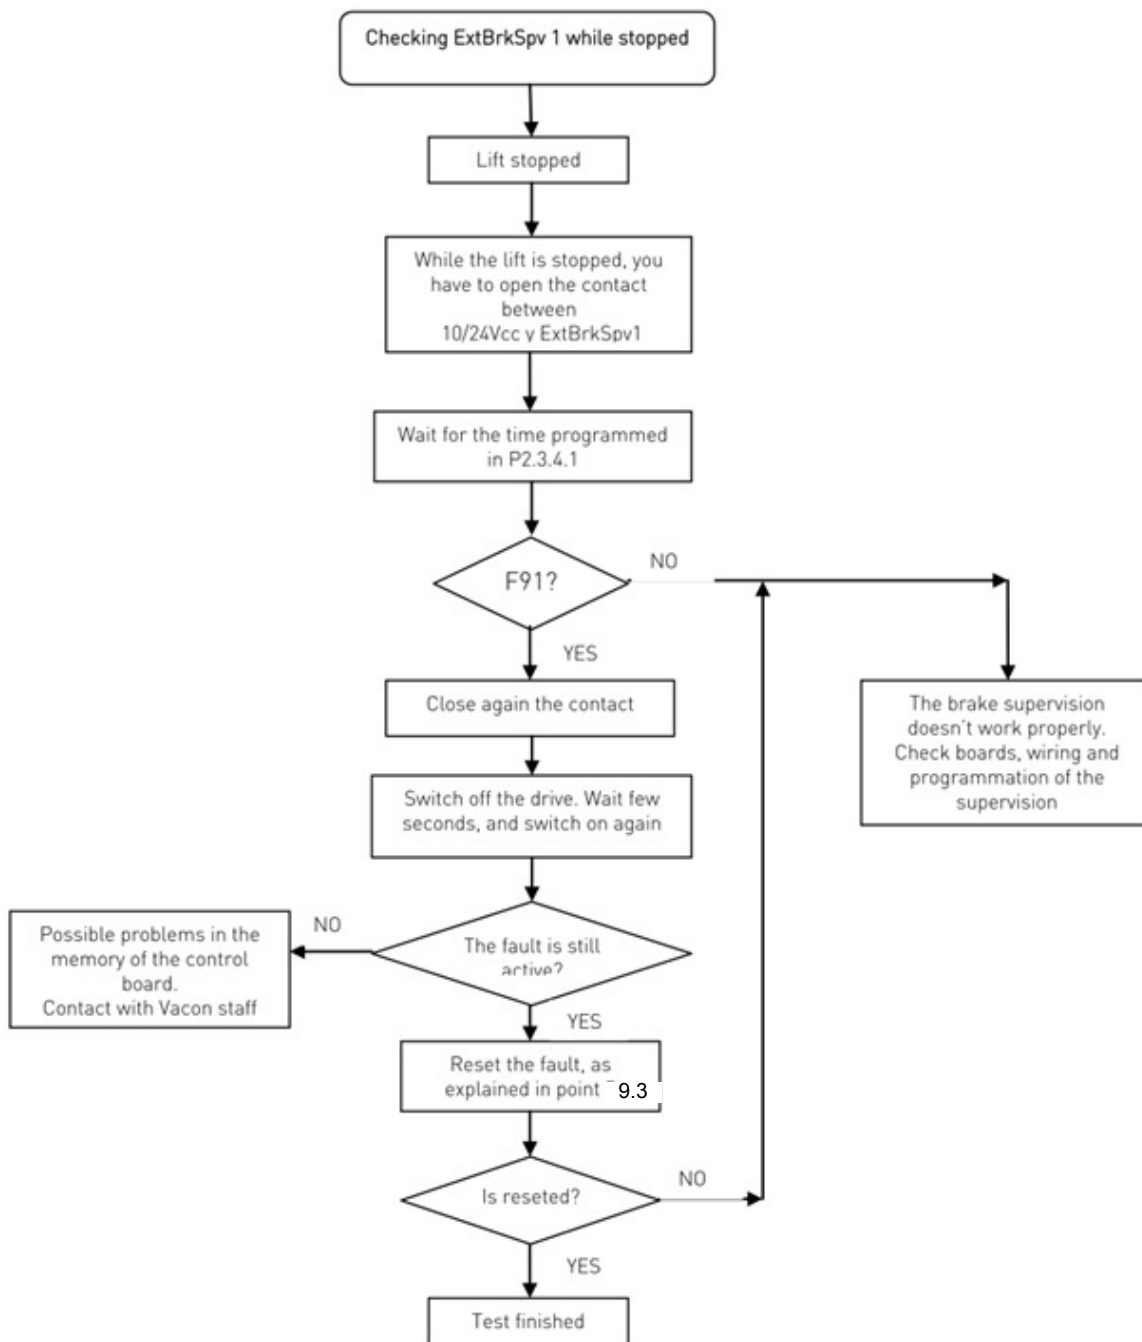 Checking ExtBrkSpv 1 while stopped
Lift stopped
While the lift is stopped, you
have to open the contact
between
10/24Vcc y ExtBrkSpv1
Wait for the time programmed
in P2.3.4.1
F91?
NO
YES
Close again the contact
The brake supervision
doesn't work properly.
Check boards, wiring and
programmation of the
supervision
Switch off the drive. Wait few
seconds, and switch on again
The fault is still
active?
NO
Possible problems in the
memory of the control
board.
Contact with Vacon staff
YES
Reset the fault, as
explained in point 9.3
Is reseted?
NO
YES
Test finished